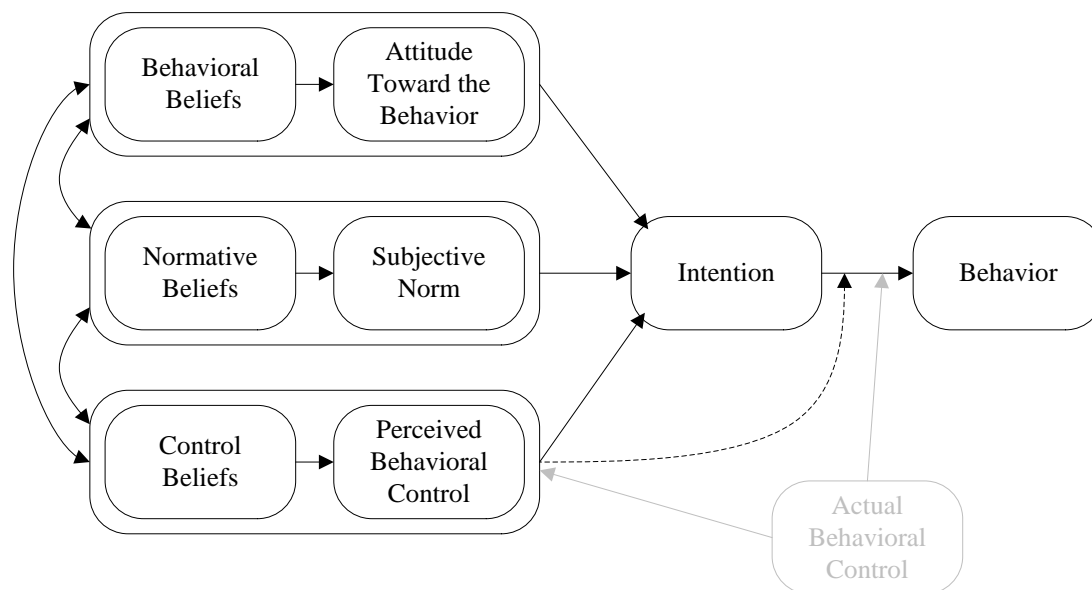 Behavioral
Beliefs
Attitude
Toward the
Behavior
Normative
Beliefs
Subjective
Norm
Intention
Behavior
Control
Beliefs
Perceived
Behavioral
Control
Actual
Behavioral
Control